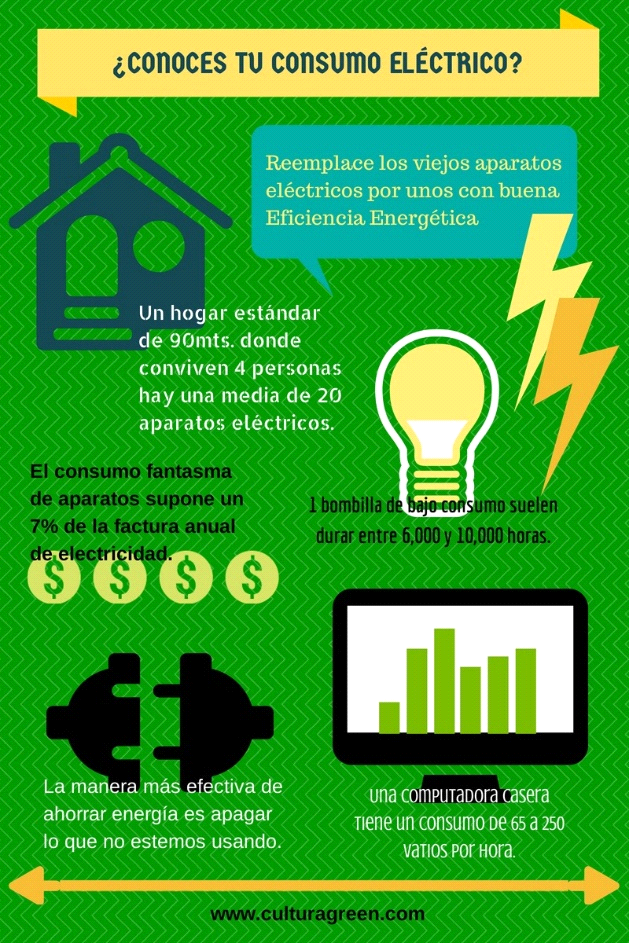 ¿CONOCES TU CONSUMO ELÉCTRICO?
Reemplace los viejos aparatos
eléctricos por unos con buena
Eficiencia Energética
Un hogar estándar
de 90mts. donde
conviven 4 personas
hay una media de 20
aparatos eléctricos.
El consumo fantasma
de aparatos supone un
7% de la factura anual
de electricidad.
$ $ $ $
1 bombilla de bajo consumo suelen
durar entre 6,000 y 10,000 horas.
La manera más efectiva de
ahorrar energía es apagar
lo que no estemos usando.
Una computadora casera
tiene un consumo de 65 a 250
vatios por hora.
www.culturagreen.com